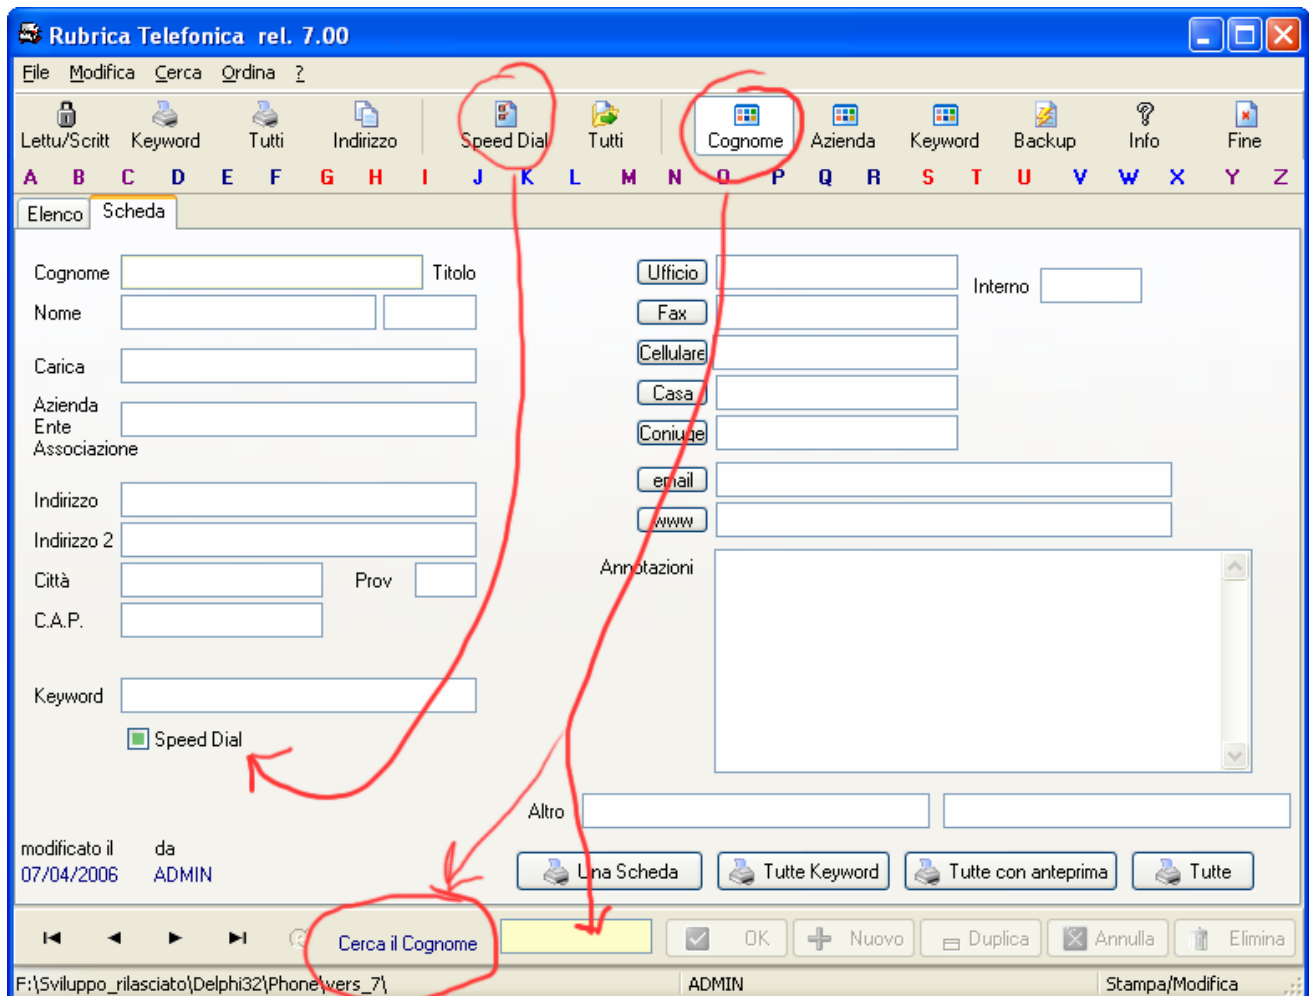 Rubrica Telefonica rel. 7.00
File Modifica Cerca Ordina ?
Lettu/Scritt Keyword Tutti Indirizzo Speed Dial Tutti Cognome Azienda Keyword Backup Info Fine
A B C D E F G H I J K L M N O P Q R S T U V W X Y Z
Elenco Scheda
Cognome Titolo Ufficio Interno
Nome Fax
Carica Cellulare
Azienda Casa
Ente
Associazione Coniuge
Indirizzo email
Indirizzo 2 www
Città Prov Annotazioni
C.A.P.
Keyword
Speed Dial
Altro
modificato il da
07/04/2006 ADMIN Una Scheda Tutte Keyword Tutte con anteprima Tutte
Cerca il Cognome OK Nuovo Duplica Annulla Elimina
F:\Sviluppo_rilasciato\Delphi32\Phone\vers_7\ ADMIN Stampa/Modifica